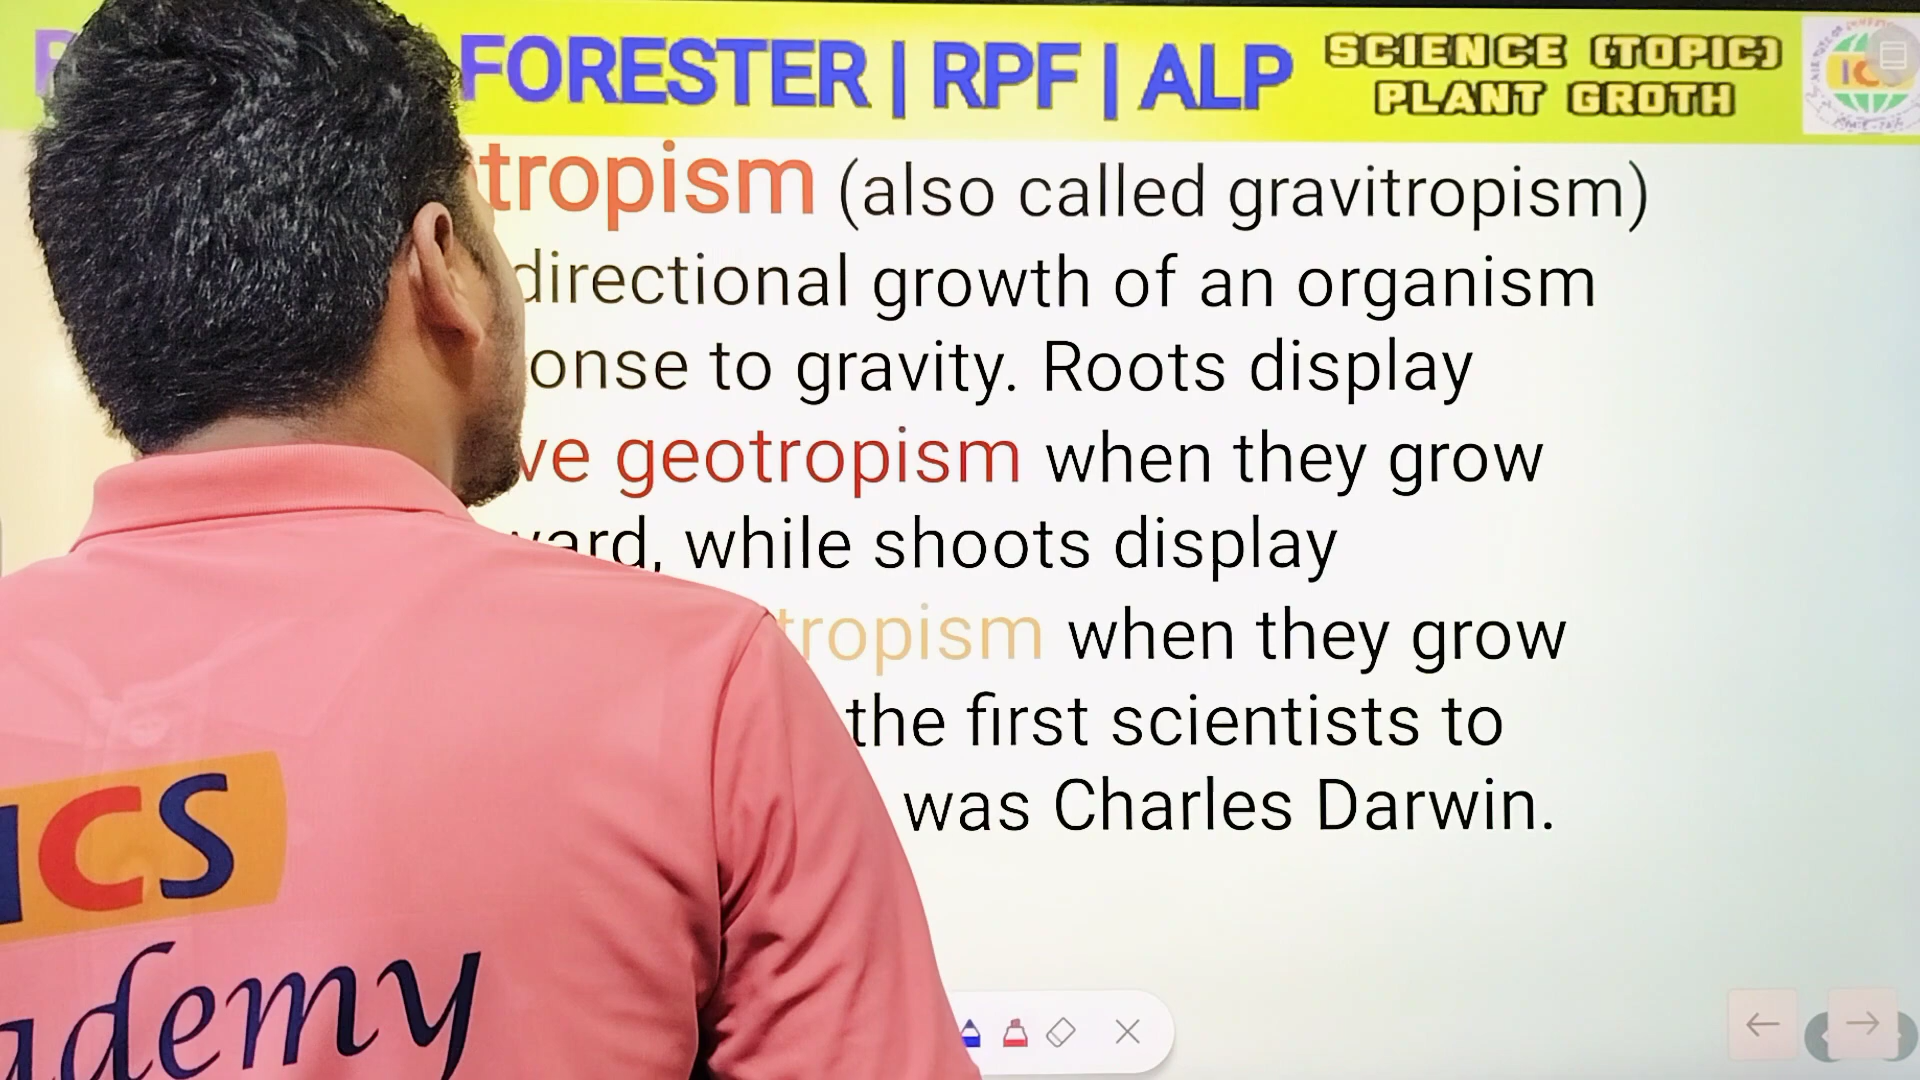 FORESTER | RPF | ALP
SCIENCE (TOPIC)
PLANT GROTH
tropism (also called gravitropism)
directional growth of an organism
onse to gravity. Roots display
ve geotropism when they grow
ward, while shoots display
tropism when they grow
the first scientists to
was Charles Darwin.
ICS
ademy